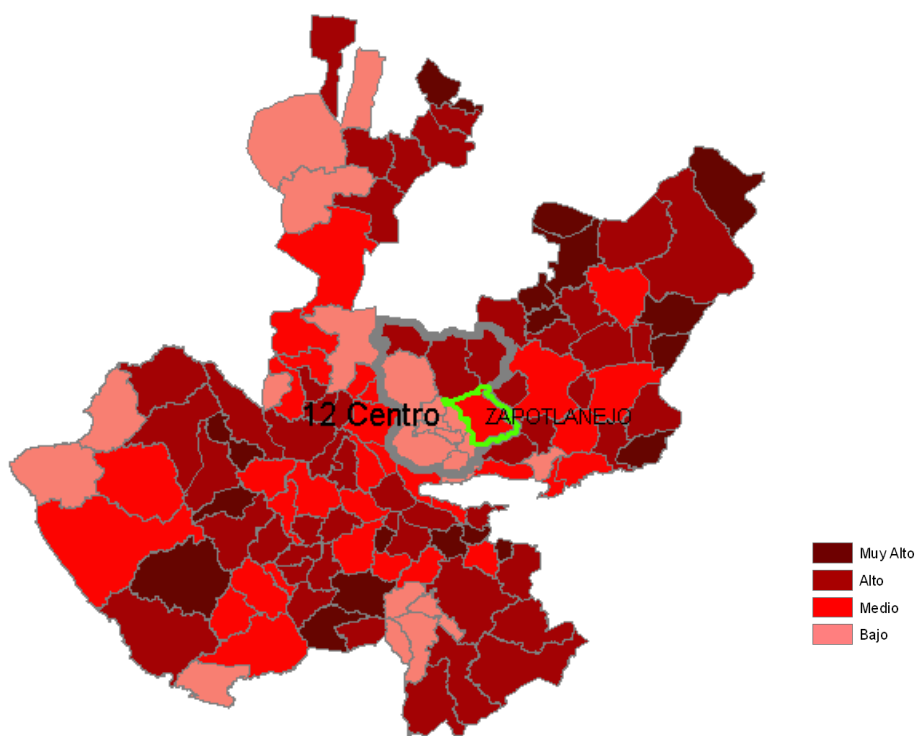 12 Centro
ZAPOTLANEJO
Muy Alto
Alto
Medio
Bajo